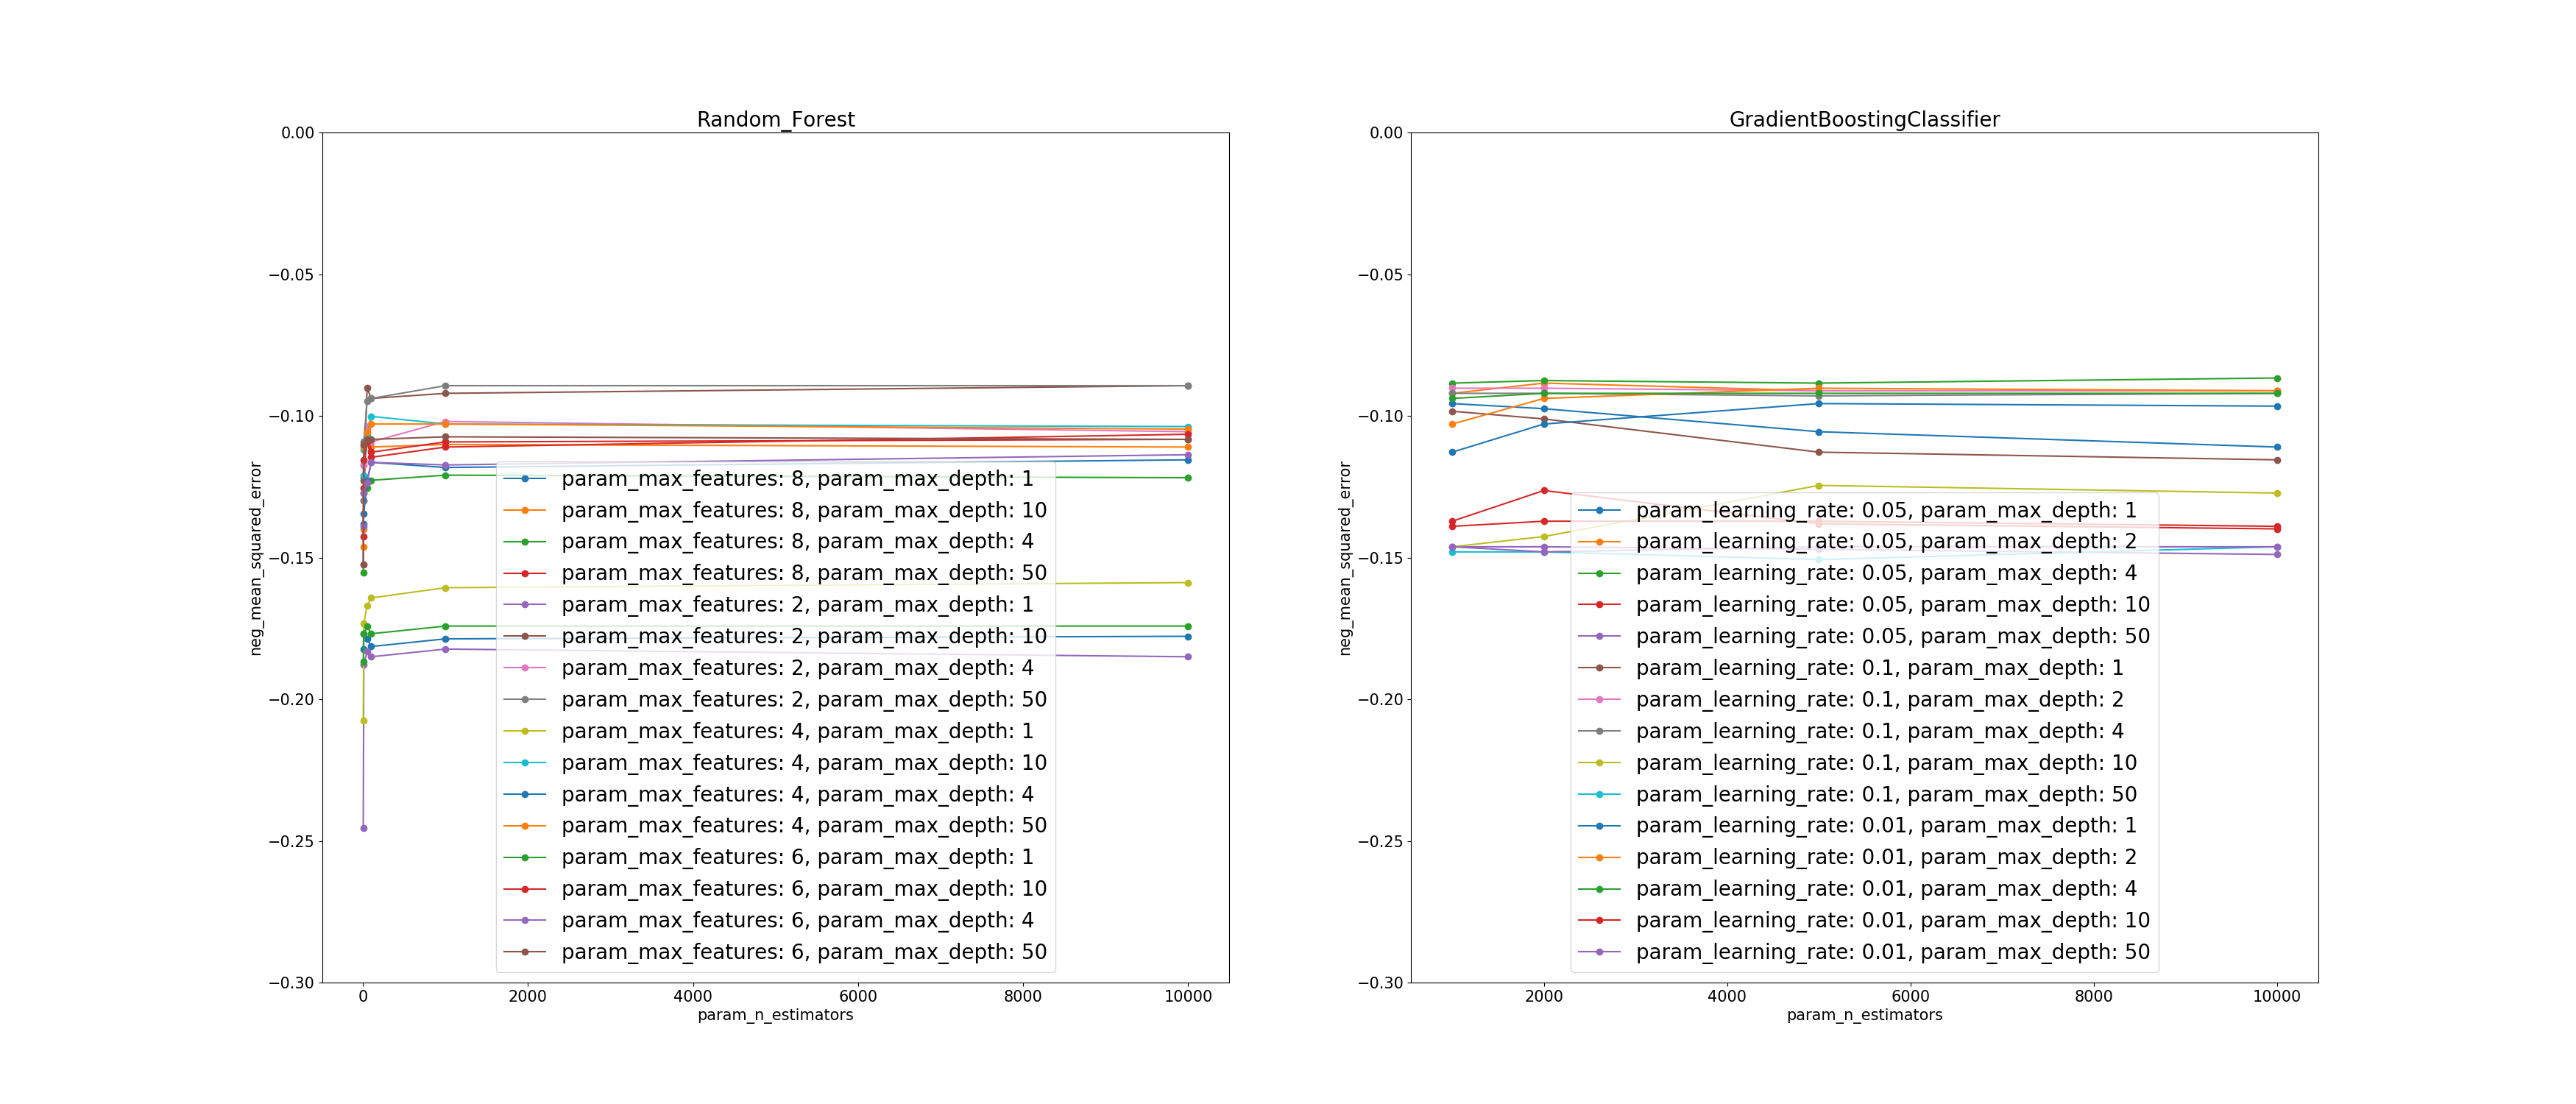 Random_Forest
0.00
−0.05
−0.10
−0.15
−0.20
−0.25
−0.30
neg_mean_squared_error
param_max_features: 8, param_max_depth: 1
param_max_features: 8, param_max_depth: 10
param_max_features: 8, param_max_depth: 4
param_max_features: 8, param_max_depth: 50
param_max_features: 2, param_max_depth: 1
param_max_features: 2, param_max_depth: 10
param_max_features: 2, param_max_depth: 4
param_max_features: 2, param_max_depth: 50
param_max_features: 4, param_max_depth: 1
param_max_features: 4, param_max_depth: 10
param_max_features: 4, param_max_depth: 4
param_max_features: 4, param_max_depth: 50
param_max_features: 6, param_max_depth: 1
param_max_features: 6, param_max_depth: 10
param_max_features: 6, param_max_depth: 4
param_max_features: 6, param_max_depth: 50
0 2000 4000 6000 8000 10000
param_n_estimators
GradientBoostingClassifier
0.00
−0.05
−0.10
−0.15
−0.20
−0.25
−0.30
neg_mean_squared_error
param_learning_rate: 0.05, param_max_depth: 1
param_learning_rate: 0.05, param_max_depth: 2
param_learning_rate: 0.05, param_max_depth: 4
param_learning_rate: 0.05, param_max_depth: 10
param_learning_rate: 0.05, param_max_depth: 50
param_learning_rate: 0.1, param_max_depth: 1
param_learning_rate: 0.1, param_max_depth: 2
param_learning_rate: 0.1, param_max_depth: 4
param_learning_rate: 0.1, param_max_depth: 10
param_learning_rate: 0.1, param_max_depth: 50
param_learning_rate: 0.01, param_max_depth: 1
param_learning_rate: 0.01, param_max_depth: 2
param_learning_rate: 0.01, param_max_depth: 4
param_learning_rate: 0.01, param_max_depth: 10
param_learning_rate: 0.01, param_max_depth: 50
2000 4000 6000 8000 10000
param_n_estimators